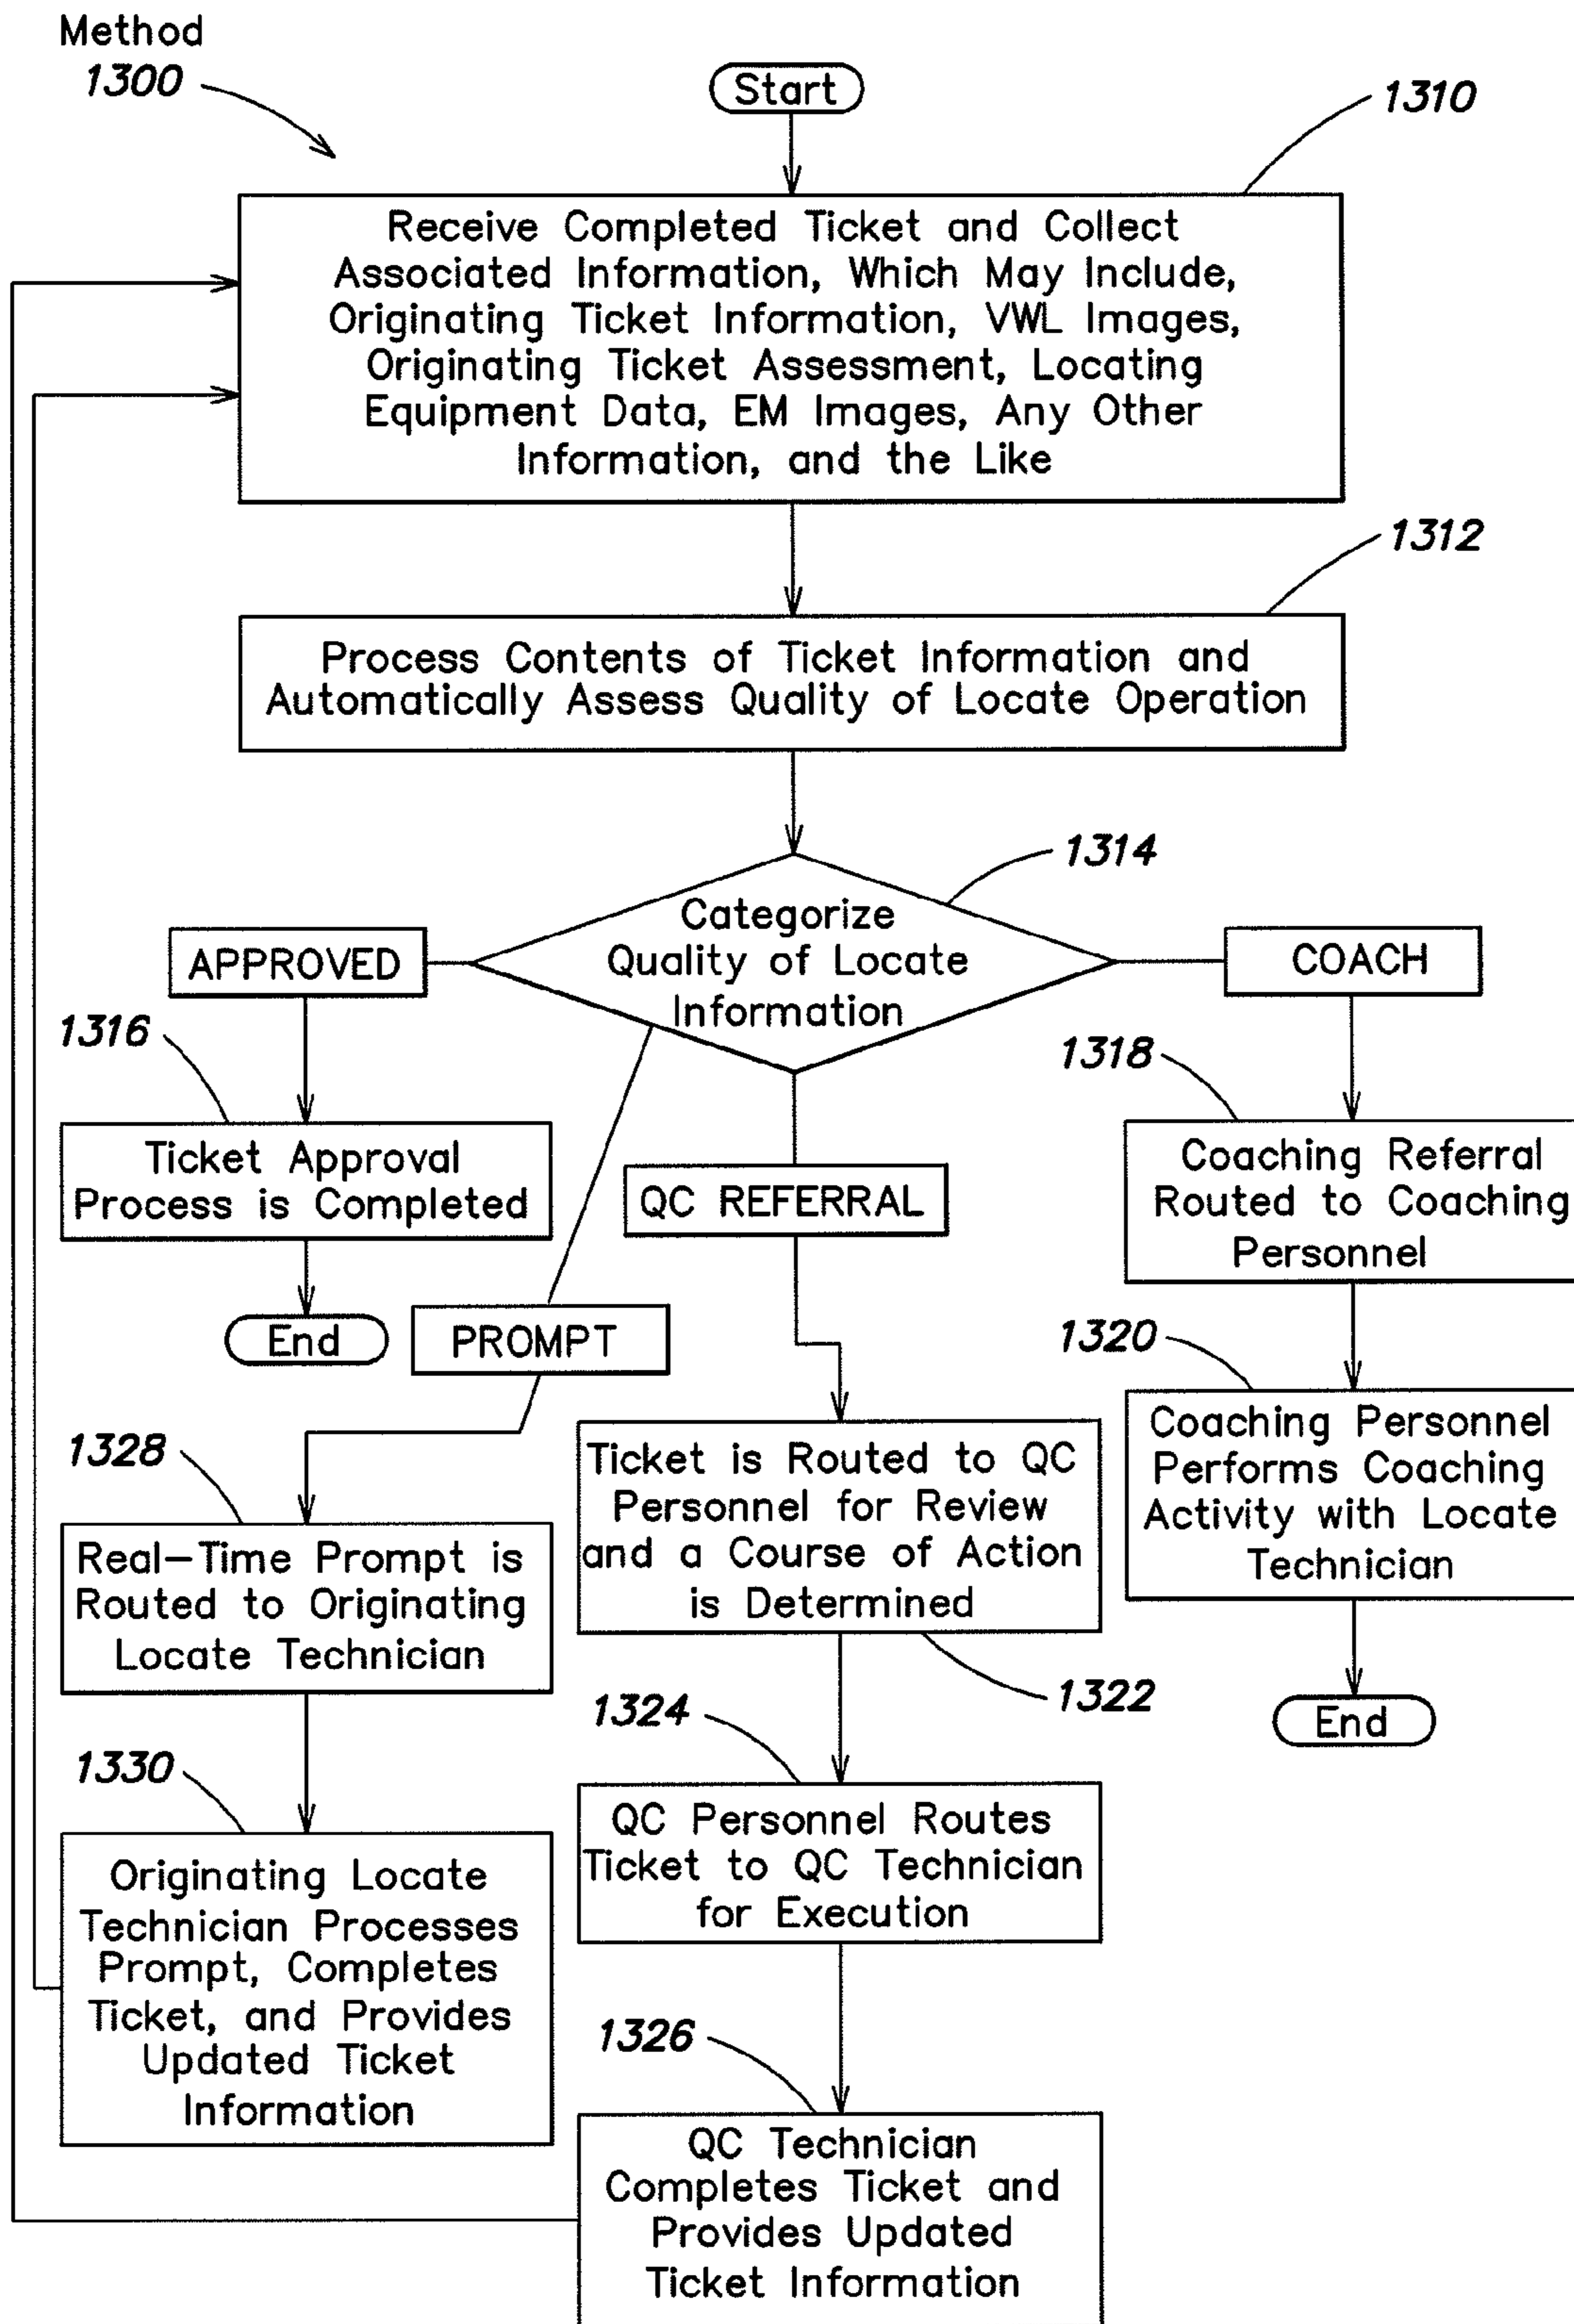 Method
1300
Start
1310
Receive Completed Ticket and Collect
Associated Information, Which May Include,
Originating Ticket Information, VWL Images,
Originating Ticket Assessment, Locating
Equipment Data, EM Images, Any Other
Information, and the Like
1312
Process Contents of Ticket Information and
Automatically Assess Quality of Locate Operation
1314
Categorize
Quality of Locate
Information
APPROVED
COACH
1316
Ticket Approval
Process is Completed
End
1318
Coaching Referral
Routed to Coaching
Personnel
QC REFERRAL
PROMPT
1320
Coaching Personnel
Performs Coaching
Activity with Locate
Technician
End
1328
Real-Time Prompt is
Routed to Originating
Locate Technician
Ticket is Routed to QC
Personnel for Review
and a Course of Action
is Determined
1322
1324
QC Personnel Routes
Ticket to QC Technician
for Execution
1330
Originating Locate
Technician Processes
Prompt, Completes
Ticket, and Provides
Updated Ticket
Information
1326
QC Technician
Completes Ticket and
Provides Updated
Ticket Information